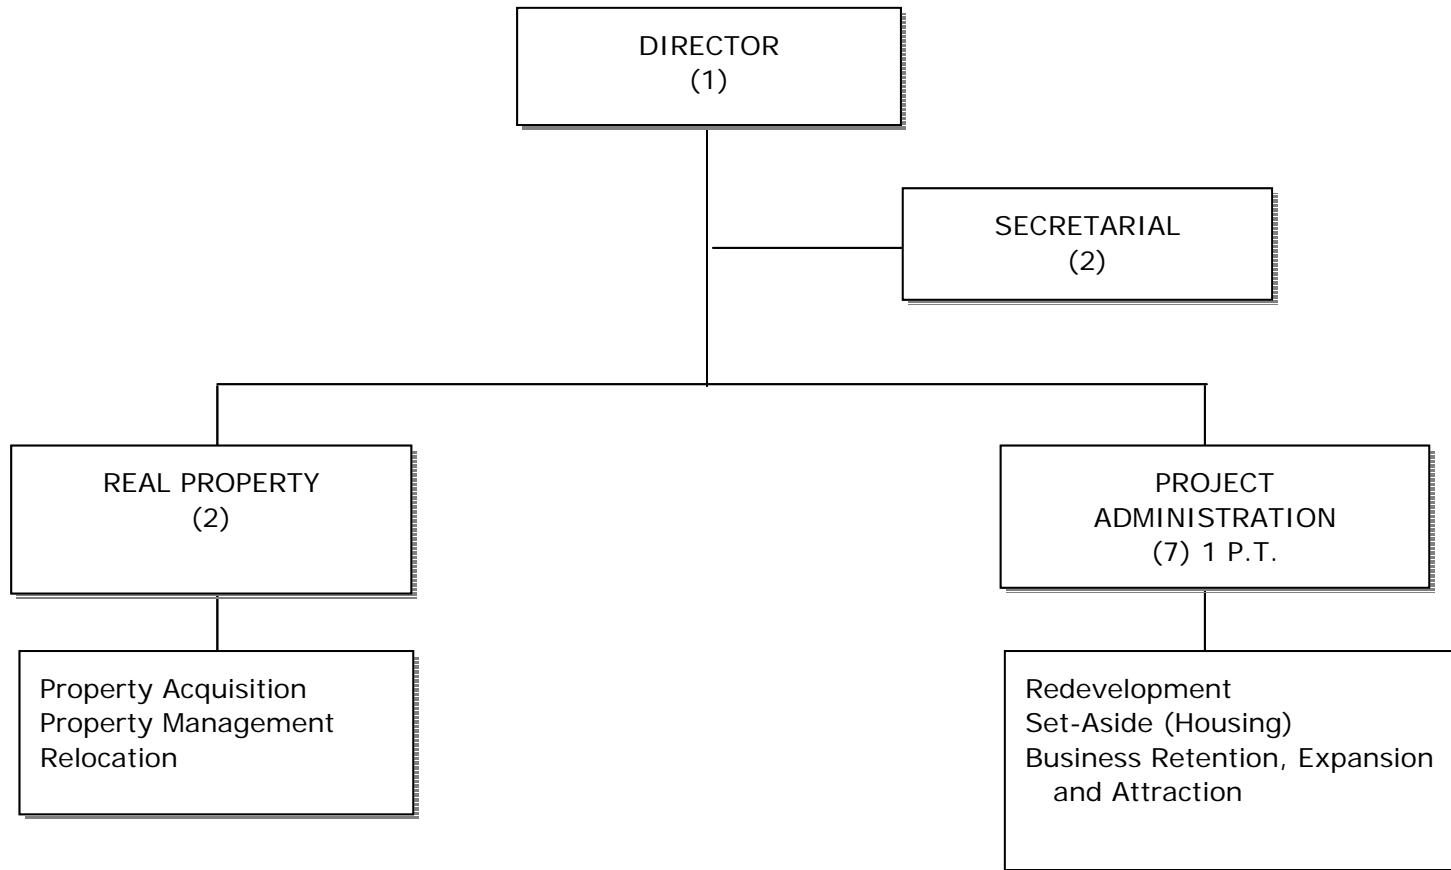 DIRECTOR
(1)
SECRETARIAL
(2)
REAL PROPERTY
(2)
PROJECT
ADMINISTRATION
(7) 1 P.T.
Property Acquisition
Property Management
Relocation
Redevelopment
Set-Aside (Housing)
Business Retention, Expansion
and Attraction